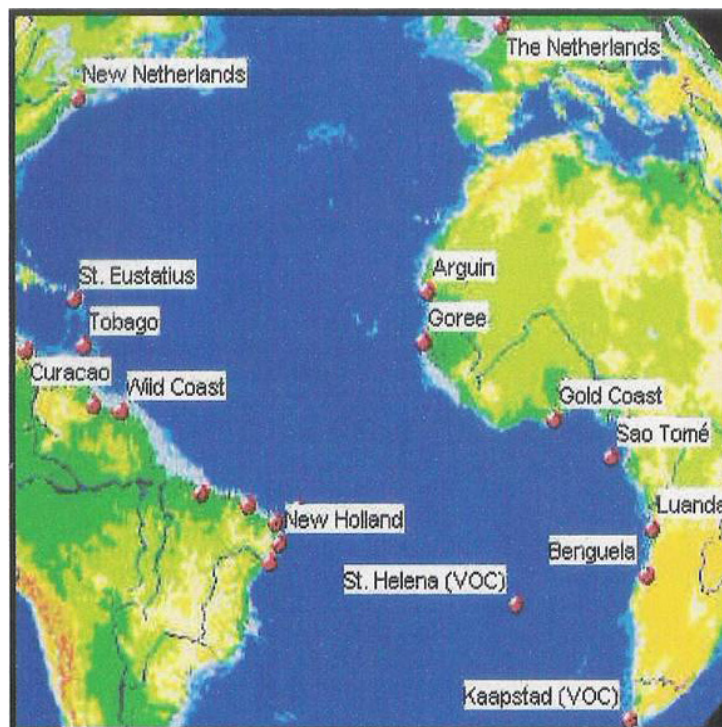 The Netherlands
New Netherlands
St. Eustatius
Arguin
Tobago
Goree
Curacao
Wild Coast
Gold Coast
Sao Tomé
New Holland
Luanda
Benguela
St. Helena (VOC)
Kaapstad (VOC)